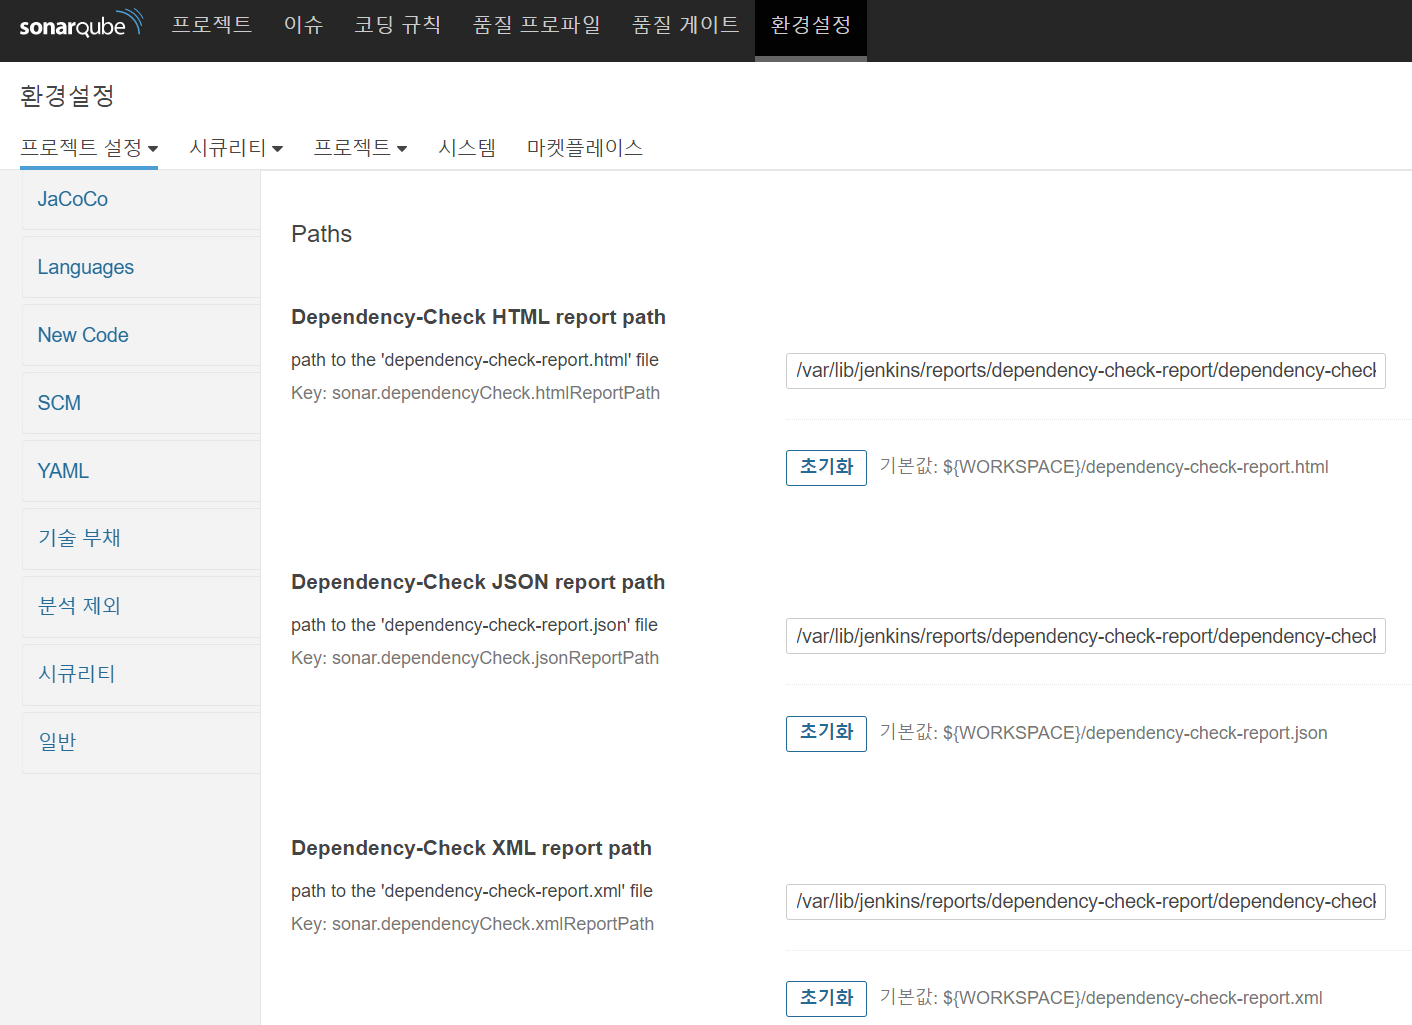 sonarqube 프로젝트 이슈 코딩 규칙 품질 프로파일 품질 게이트 환경설정
환경설정
프로젝트 설정 시큐리티 프로젝트 시스템 마켓플레이스
JaCoCo
Languages
New Code
SCM
YAML
기술 부채
분석 제외
시큐리티
일반
Paths
Dependency-Check HTML report path
path to the 'dependency-check-report.html' file
Key: sonar.dependencyCheck.htmlReportPath
/var/lib/jenkins/reports/dependency-check-report/dependency-check
초기화 기본값: ${WORKSPACE}/dependency-check-report.html
Dependency-Check JSON report path
path to the 'dependency-check-report.json' file
Key: sonar.dependencyCheck.jsonReportPath
/var/lib/jenkins/reports/dependency-check-report/dependency-check
초기화 기본값: ${WORKSPACE}/dependency-check-report.json
Dependency-Check XML report path
path to the 'dependency-check-report.xml' file
Key: sonar.dependencyCheck.xmlReportPath
/var/lib/jenkins/reports/dependency-check-report/dependency-check
초기화 기본값: ${WORKSPACE}/dependency-check-report.xml